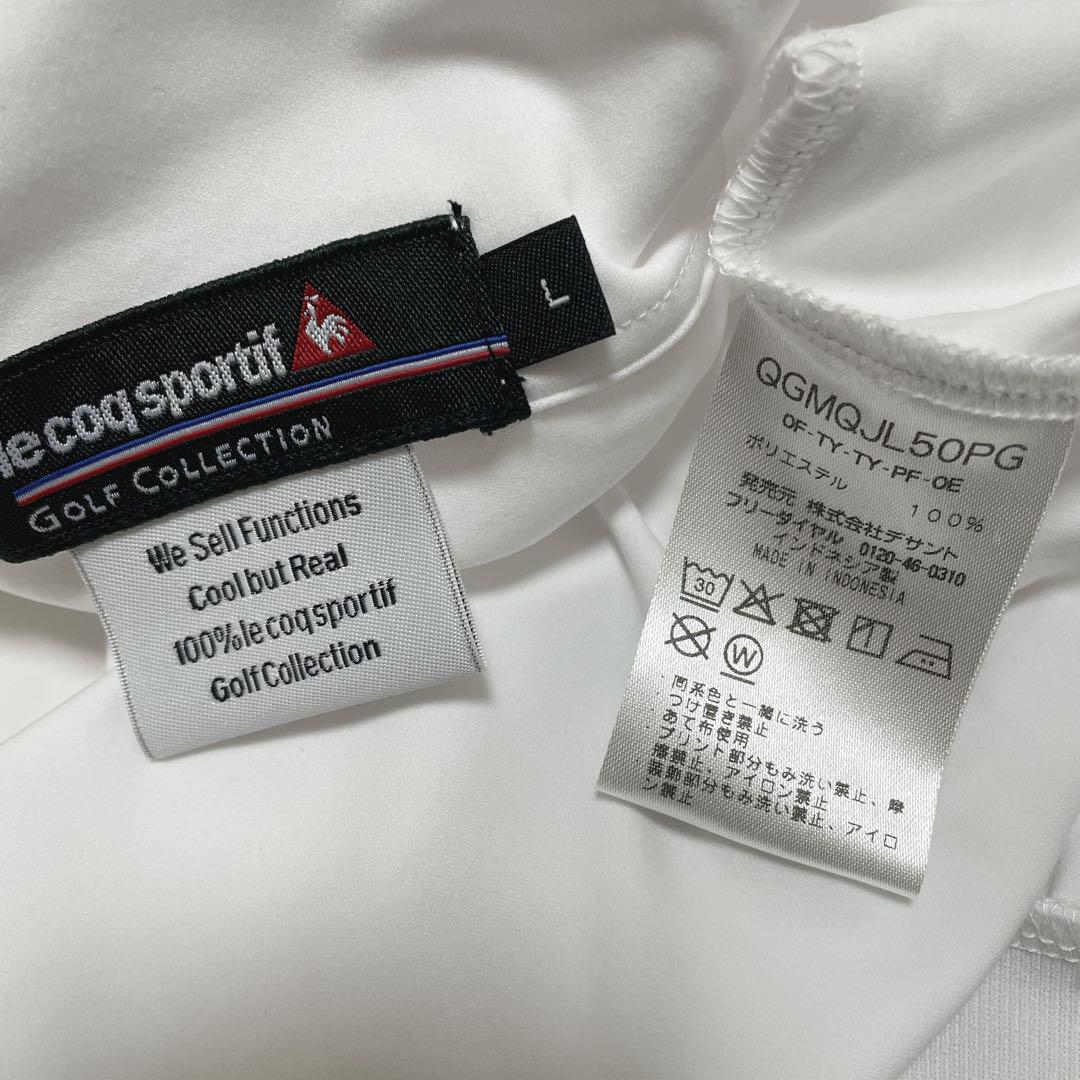 le coq sportif
GOLF COLLECTION
L
We Sell Functions
Cool but Real
100% le coq sportif
Golf Collection
QGMQJL50PG
OF-TY-TY-PF-OE
ポリエステル 100%
発売元 株式会社デサント
フリーダイヤル 0120-46-0310
インドネシア製
MADE IN INDONESIA
30
W
・同系色と一緒に洗う
つけ置き禁止
・あて布使用
・プリント部分もみ洗い禁止、摩
擦禁止・アイロン禁止
・装飾部分もみ洗い禁止、アイロ
ン禁止